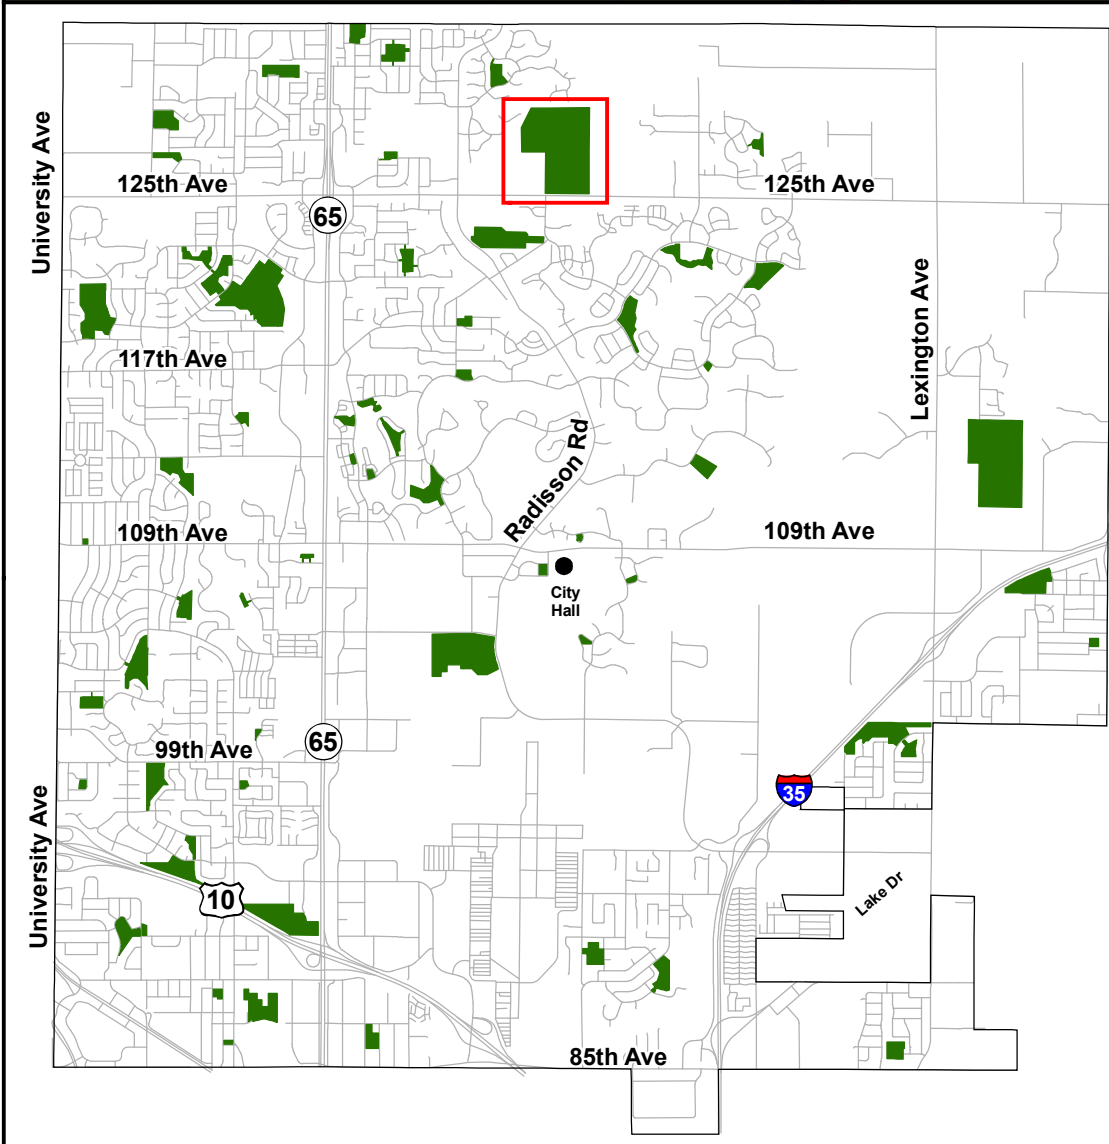 University Ave
125th Ave
125th Ave
65
Lexington Ave
117th Ave
Radisson Rd
109th Ave
109th Ave
City
Hall
99th Ave
65
35
University Ave
10
Lake Dr
85th Ave